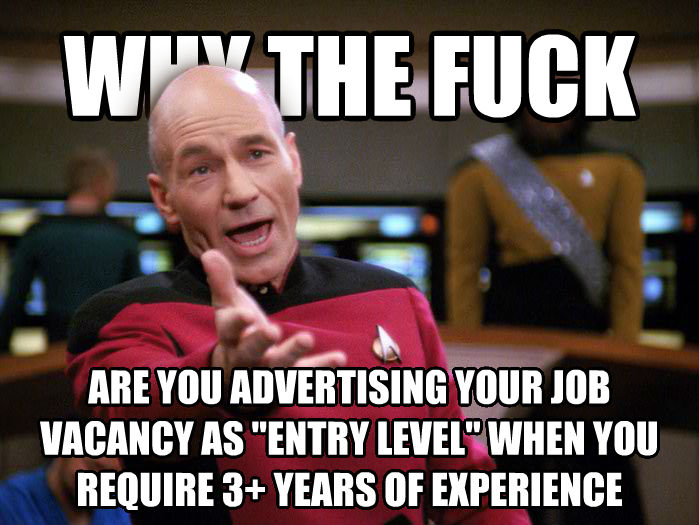 WHY THE FUCK
ARE YOU ADVERTISING YOUR JOB
VACANCY AS "ENTRY LEVEL" WHEN YOU
REQUIRE 3+ YEARS OF EXPERIENCE